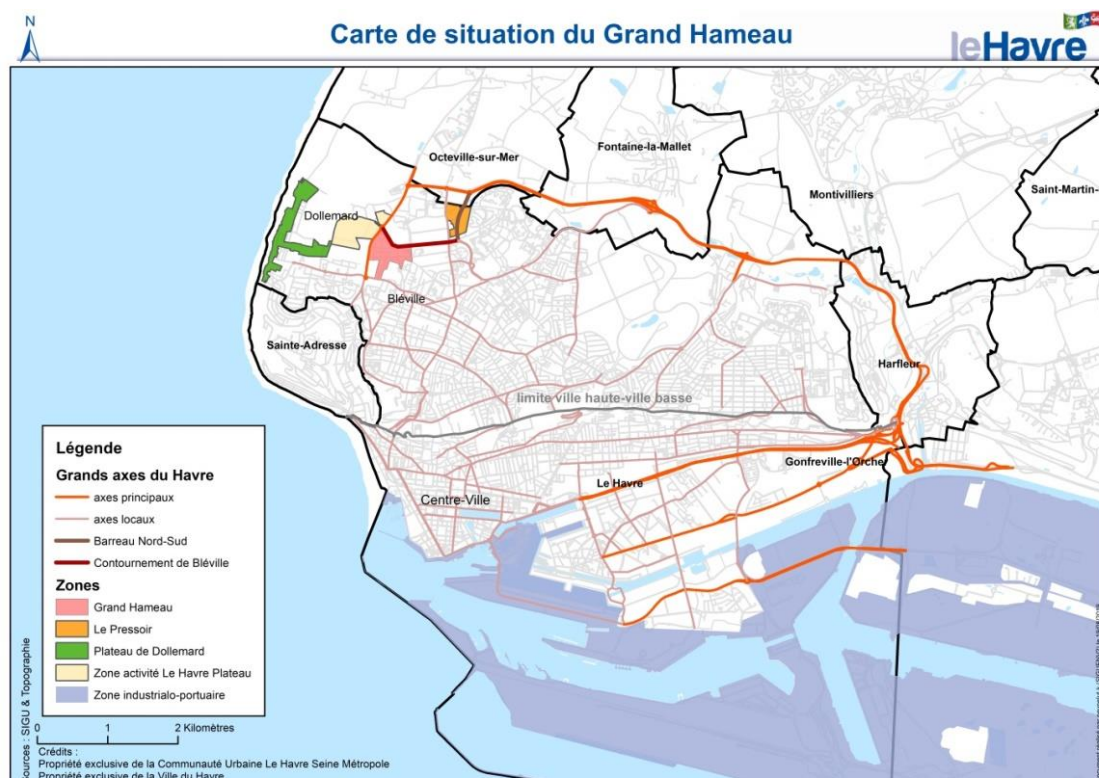 N
Carte de situation du Grand Hameau
leHavre
Octeville-sur-Mer
Fontaine-la-Mallet
Montivilliers
Saint-Martin-
Dollemard
Bléville
Sainte-Adresse
Harfleur
limite ville haute-ville basse
Gonfreville-l'Orcher
Le Havre
Centre-Ville
Légende
Grands axes du Havre
axes principaux
axes locaux
Barreau Nord-Sud
Contournement de Bléville
Zones
Grand Hameau
Le Pressoir
Plateau de Dollemard
Zone activité Le Havre Plateau
Zone industrialo-portuaire
0 1 2 Kilomètres
Crédits :
Propriété exclusive de la Communauté Urbaine Le Havre Seine Métropole
Propriété exclusive de la Ville du Havre
Sources : SIGU & Topographie